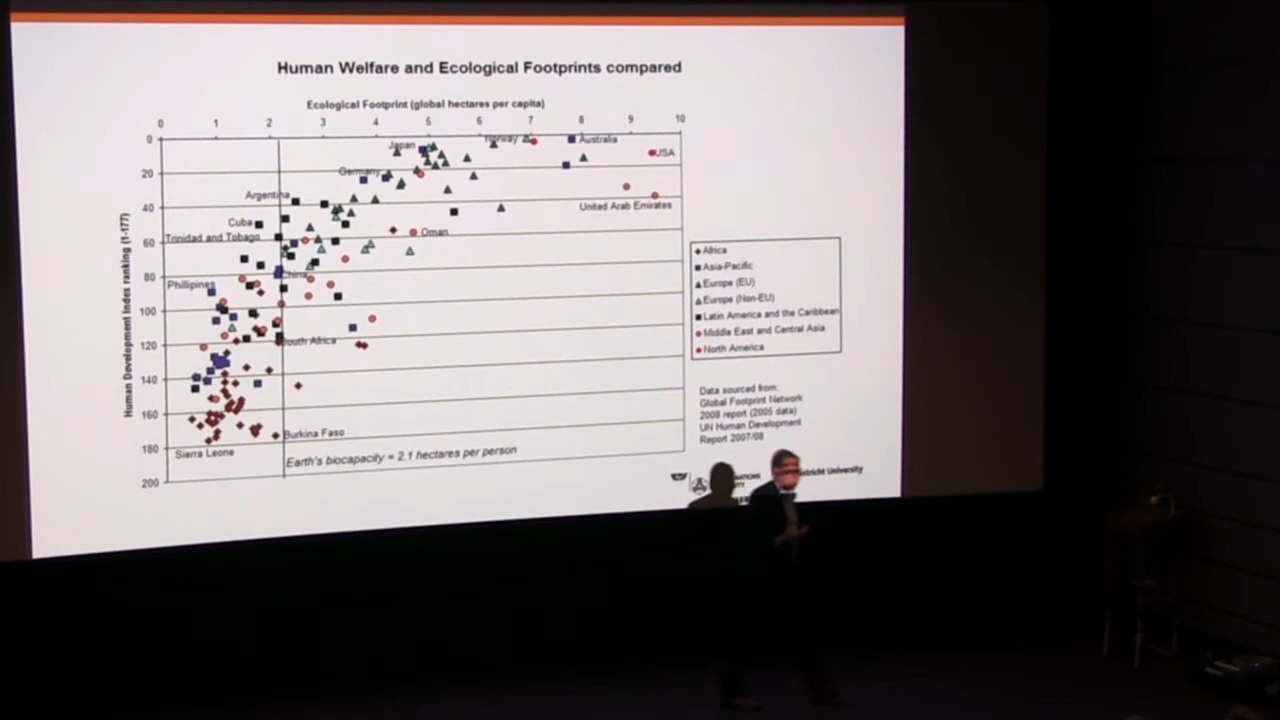 Human Welfare and Ecological Footprints compared
Ecological Footprint (global hectares per capita)
0 1 2 3 4 5 6 7 8 9 10
Human Development Index ranking (1-177)
0
20
40
60
80
100
120
140
160
180
200
Japan
Norway
Australia
USA
Germany
Argentina
United Arab Emirates
Cuba
Oman
Trinidad and Tobago
China
Phillipines
South Africa
Burkina Faso
Sierra Leone
Earth's biocapacity = 2.1 hectares per person
Africa
Asia-Pacific
Europe (EU)
Europe (Non-EU)
Latin America and the Caribbean
Middle East and Central Asia
North America
Data sourced from:
Global Footprint Network
2008 report (2005 data)
UN Human Development
Report 2007/08
University